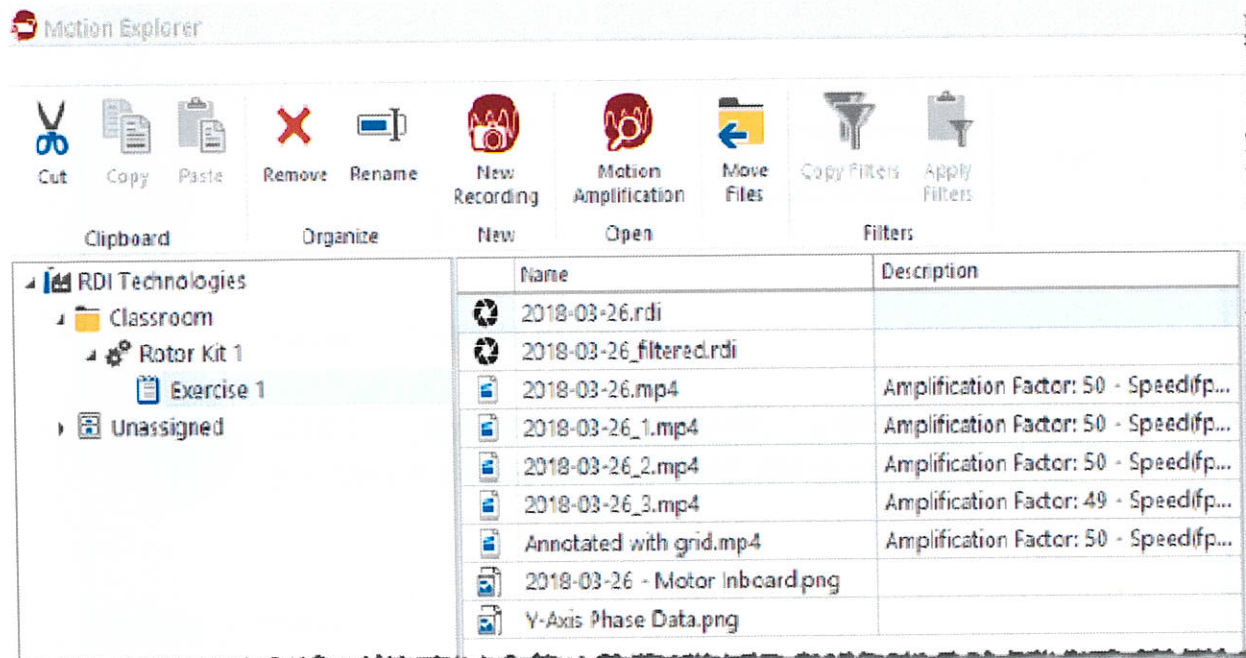 Motion Explorer
Cut Copy Paste Remove Rename New Recording Motion Amplification Move Files Copy Filters Apply Filters
Clipboard Organize New Open Filters
RDI Technologies
Classroom
Rotor Kit 1
Exercise 1
Unassigned
Name Description
2018-03-26.rdi
2018-03-26_filtered.rdi
2018-03-26.mp4 Amplification Factor: 50 - Speed(fp...
2018-03-26_1.mp4 Amplification Factor: 50 - Speed(fp...
2018-03-26_2.mp4 Amplification Factor: 50 - Speed(fp...
2018-03-26_3.mp4 Amplification Factor: 49 - Speed(fp...
Annotated with grid.mp4 Amplification Factor: 50 - Speed(fp...
2018-03-26 - Motor Inboard.png
Y-Axis Phase Data.png